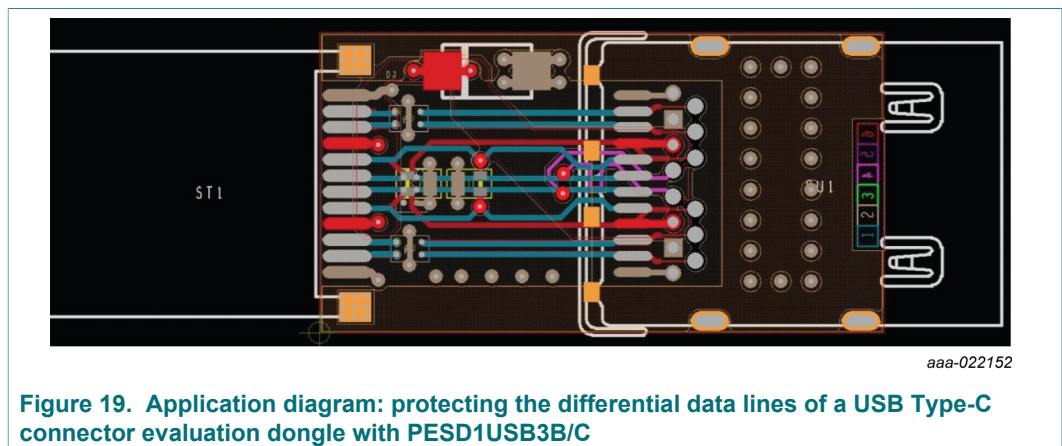 D3
ST1
BU1
1 2 3 4 5 6
aaa-022152
Figure 19. Application diagram: protecting the differential data lines of a USB Type-C
connector evaluation dongle with PESD1USB3B/C